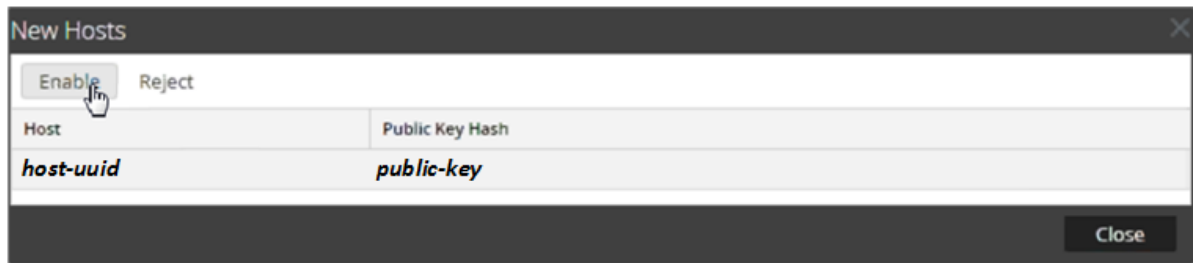 New Hosts
Enable Reject
Host Public Key Hash
host-uuid public-key
Close